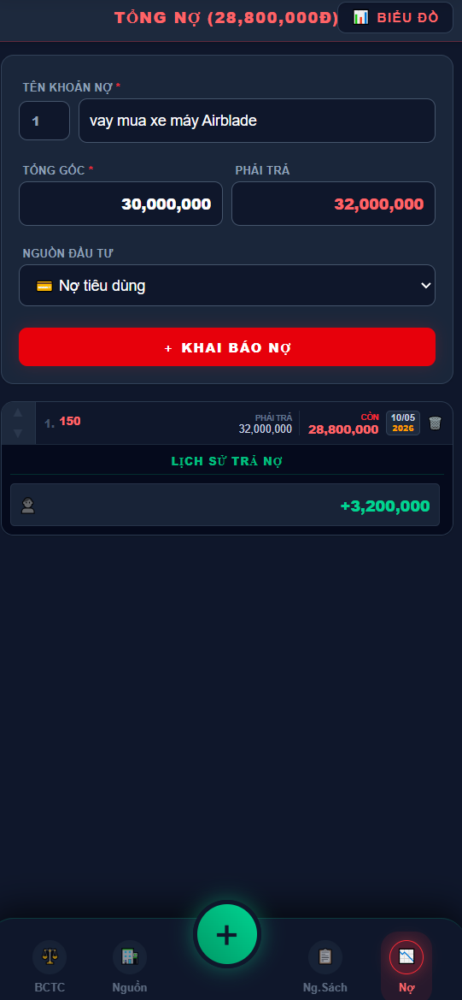 TỔNG NỢ (28,800,000Đ)
BIỂU ĐỒ
TÊN KHOẢN NỢ *
1
vay mua xe máy Airblade
TỔNG GỐC *
PHẢI TRẢ
30,000,000
32,000,000
NGUỒN ĐẦU TƯ
Nợ tiêu dùng
+ KHAI BÁO NỢ
1. 150
PHẢI TRẢ
32,000,000
CÒN
28,800,000
10/05
2026
LỊCH SỬ TRẢ NỢ
+3,200,000
+
BCTC
Nguồn
Ng.Sách
Nợ